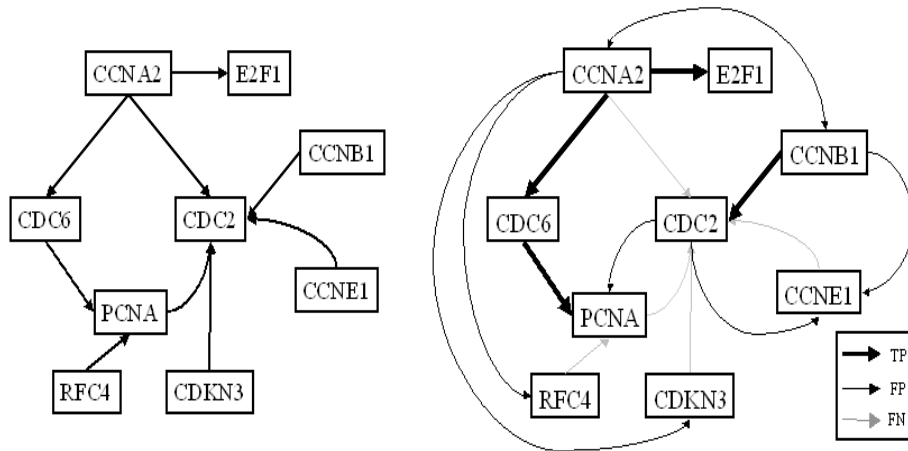 CCNA2
E2F1
CCNB1
CDC6
CDC2
CCNE1
PCNA
RFC4
CDKN3
CCNA2
E2F1
CCNB1
CDC6
CDC2
CCNE1
PCNA
RFC4
CDKN3
TP
FP
FN